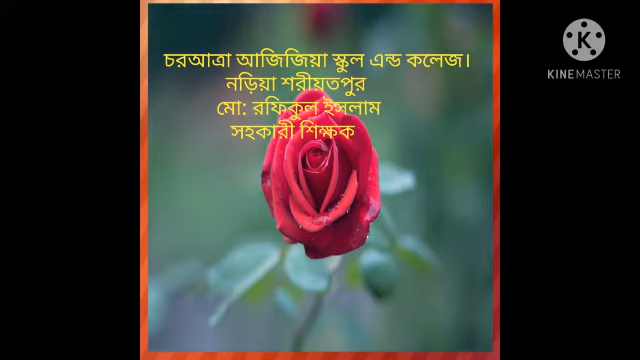 চরআত্রা আজিজিয়া স্কুল এন্ড কলেজ।
নড়িয়া শরীয়তপুর
মো: রফিকুল ইসলাম
সহকারী শিক্ষক
KINEMASTER